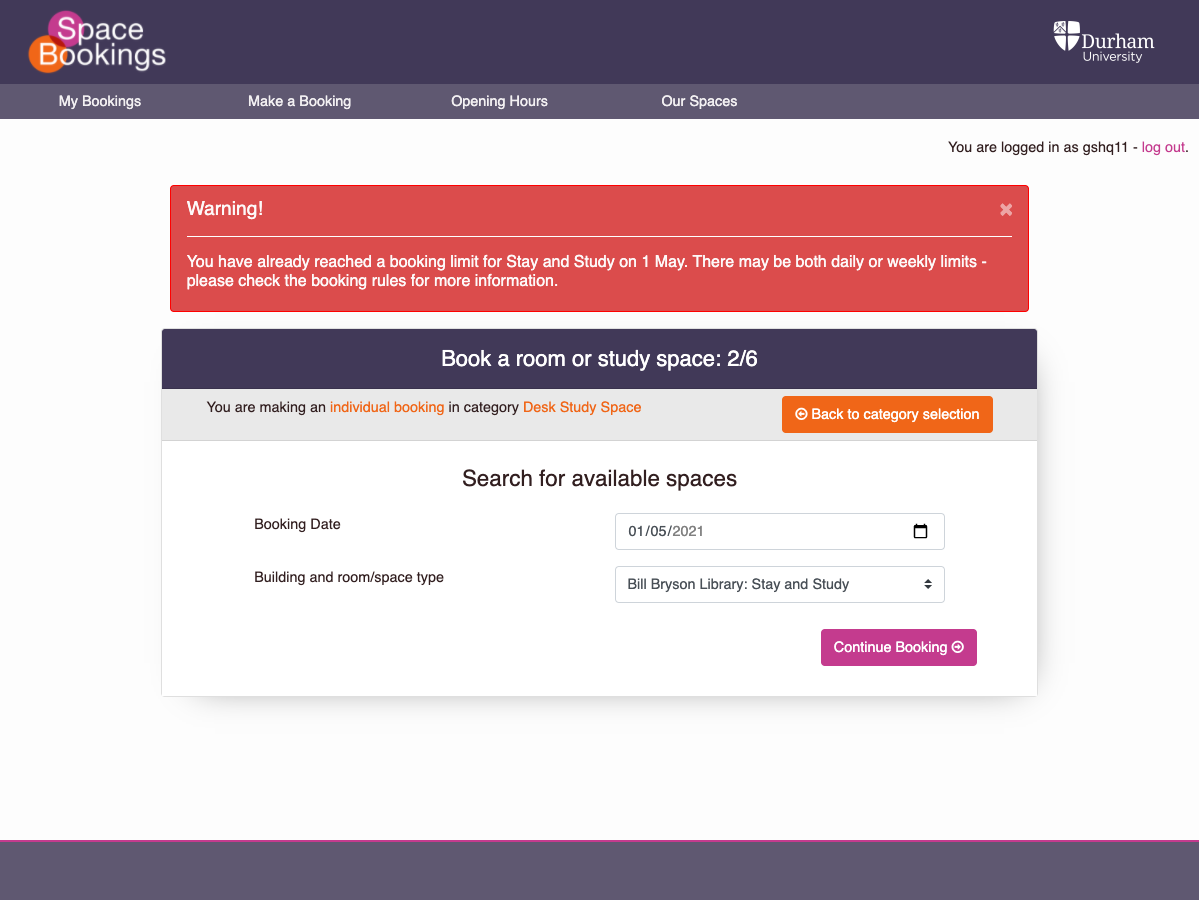 Space
Bookings
Durham
University
My Bookings
Make a Booking
Opening Hours
Our Spaces
You are logged in as gshq11 - log out.
Warning!
You have already reached a booking limit for Stay and Study on 1 May. There may be both daily or weekly limits -
please check the booking rules for more information.
Book a room or study space: 2/6
You are making an individual booking in category Desk Study Space
Back to category selection
Search for available spaces
Booking Date
01/05/2021
Building and room/space type
Bill Bryson Library: Stay and Study
Continue Booking